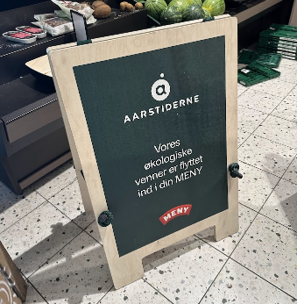 å
AARSTIDERNE
Vores
økologiske
venner er flyttet
ind i din MENY
MENY